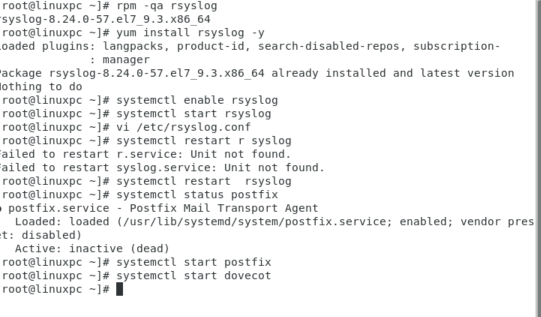 root@linuxpc ~]# rpm -qa rsyslog
rsyslog-8.24.0-57.el7_9.3.x86_64
root@linuxpc ~]# yum install rsyslog -y
oaded plugins: langpacks, product-id, search-disabled-repos, subscription-
: manager
Package rsyslog-8.24.0-57.el7_9.3.x86_64 already installed and latest version
Nothing to do
root@linuxpc ~]# systemctl enable rsyslog
root@linuxpc ~]# systemctl start rsyslog
root@linuxpc ~]# vi /etc/rsyslog.conf
root@linuxpc ~]# systemctl restart r syslog
Failed to restart r.service: Unit not found.
Failed to restart syslog.service: Unit not found.
root@linuxpc ~]# systemctl restart  rsyslog
root@linuxpc ~]# systemctl status postfix
postfix.service - Postfix Mail Transport Agent
Loaded: loaded (/usr/lib/systemd/system/postfix.service; enabled; vendor pres
et: disabled)
Active: inactive (dead)
root@linuxpc ~]# systemctl start postfix
root@linuxpc ~]# systemctl start dovecot
root@linuxpc ~]#